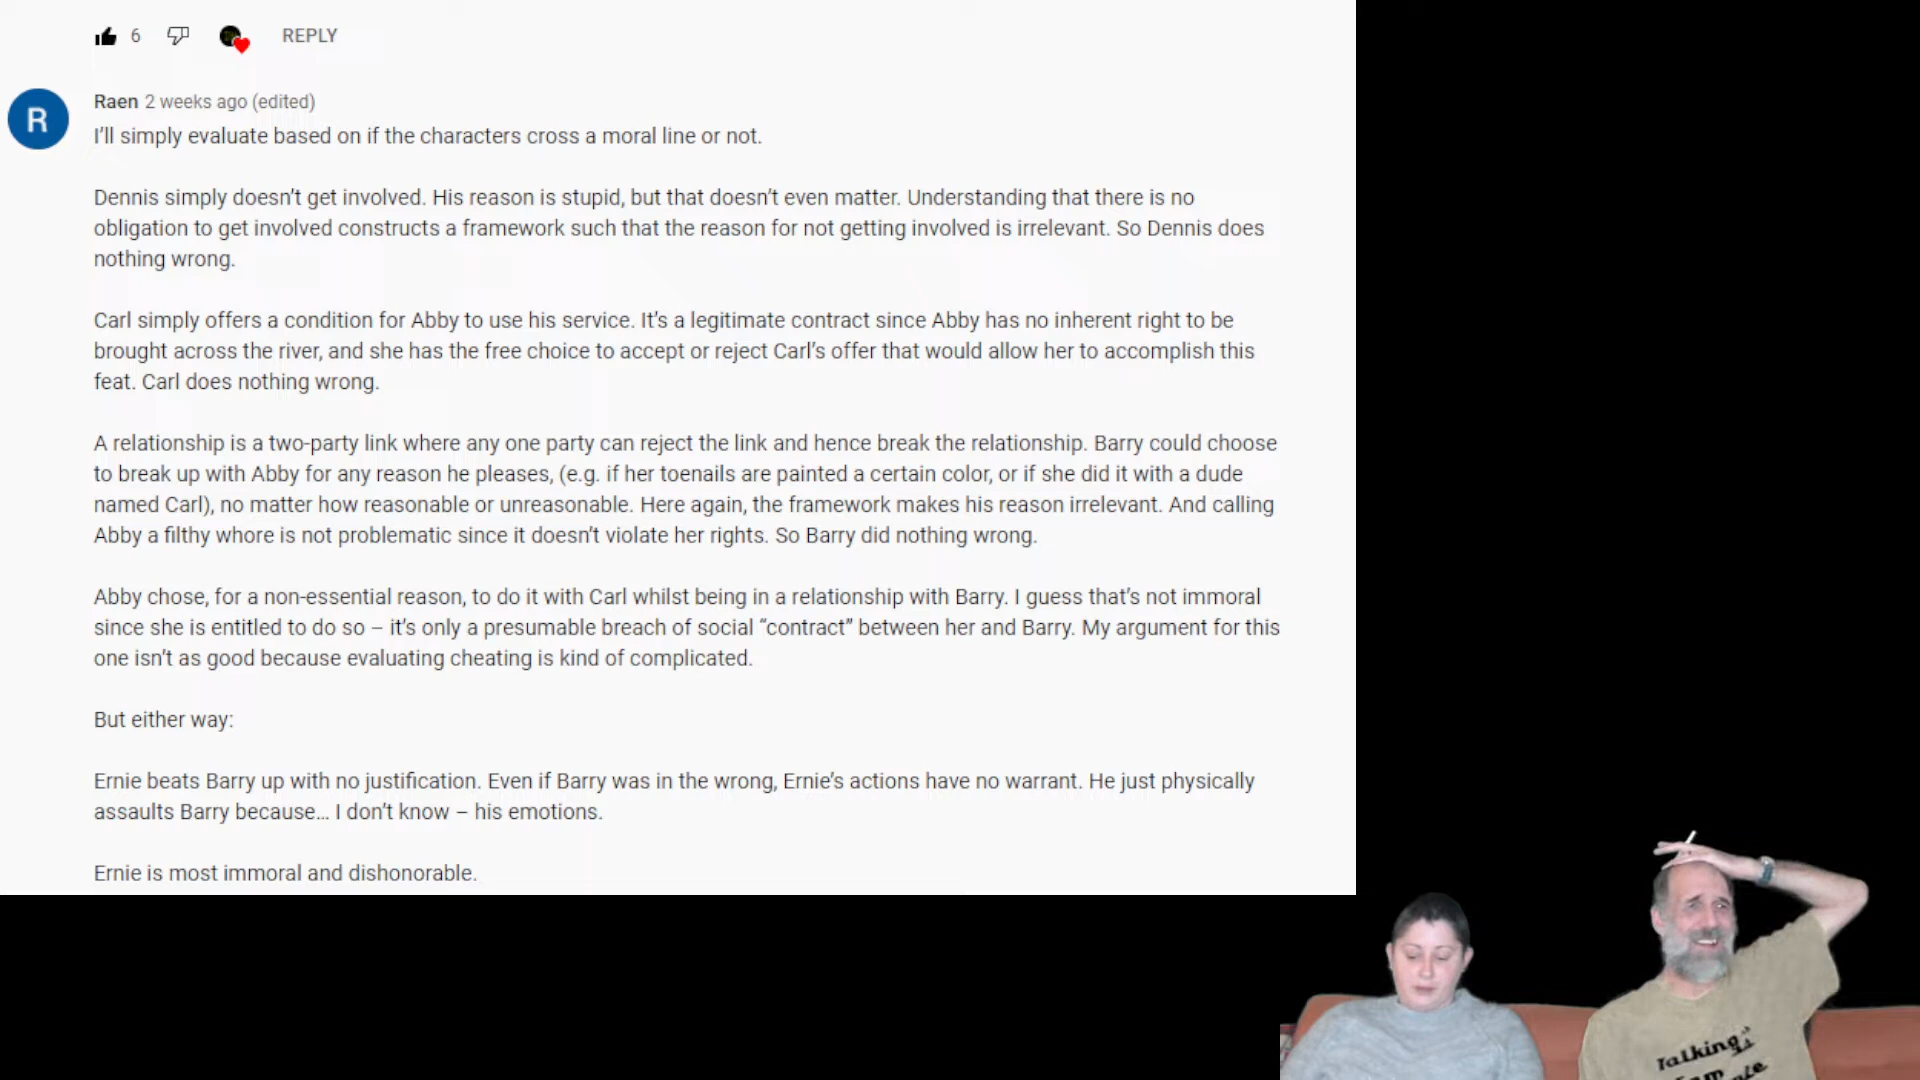 6 REPLY
R
Raen 2 weeks ago (edited)
I'll simply evaluate based on if the characters cross a moral line or not.
Dennis simply doesn't get involved. His reason is stupid, but that doesn't even matter. Understanding that there is no
obligation to get involved constructs a framework such that the reason for not getting involved is irrelevant. So Dennis does
nothing wrong.
Carl simply offers a condition for Abby to use his service. It's a legitimate contract since Abby has no inherent right to be
brought across the river, and she has the free choice to accept or reject Carl's offer that would allow her to accomplish this
feat. Carl does nothing wrong.
A relationship is a two-party link where any one party can reject the link and hence break the relationship. Barry could choose
to break up with Abby for any reason he pleases, (e.g. if her toenails are painted a certain color, or if she did it with a dude
named Carl), no matter how reasonable or unreasonable. Here again, the framework makes his reason irrelevant. And calling
Abby a filthy whore is not problematic since it doesn't violate her rights. So Barry did nothing wrong.
Abby chose, for a non-essential reason, to do it with Carl whilst being in a relationship with Barry. I guess that's not immoral
since she is entitled to do so – it's only a presumable breach of social “contract” between her and Barry. My argument for this
one isn't as good because evaluating cheating is kind of complicated.
But either way:
Ernie beats Barry up with no justification. Even if Barry was in the wrong, Ernie's actions have no warrant. He just physically
assaults Barry because... I don't know – his emotions.
Ernie is most immoral and dishonorable.
Talking